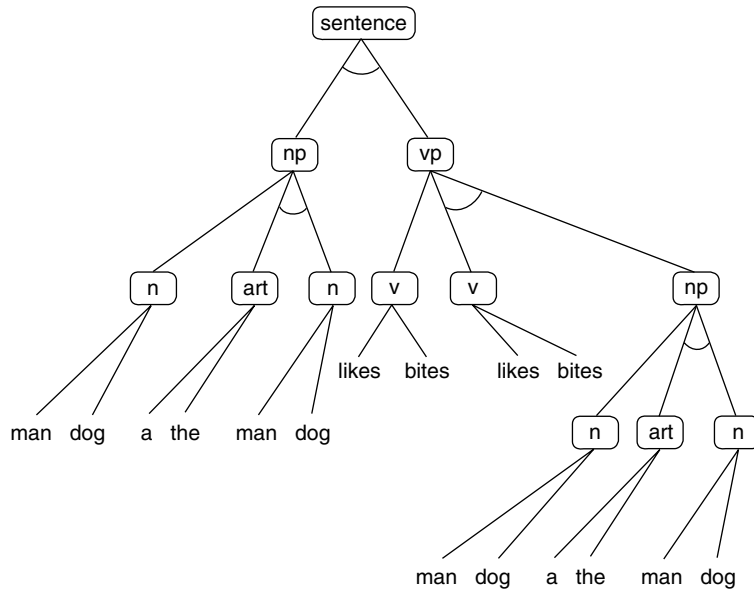 sentence
np vp
n art n v v np
likes bites likes bites
man dog a the man dog
n art n
man dog a the man dog